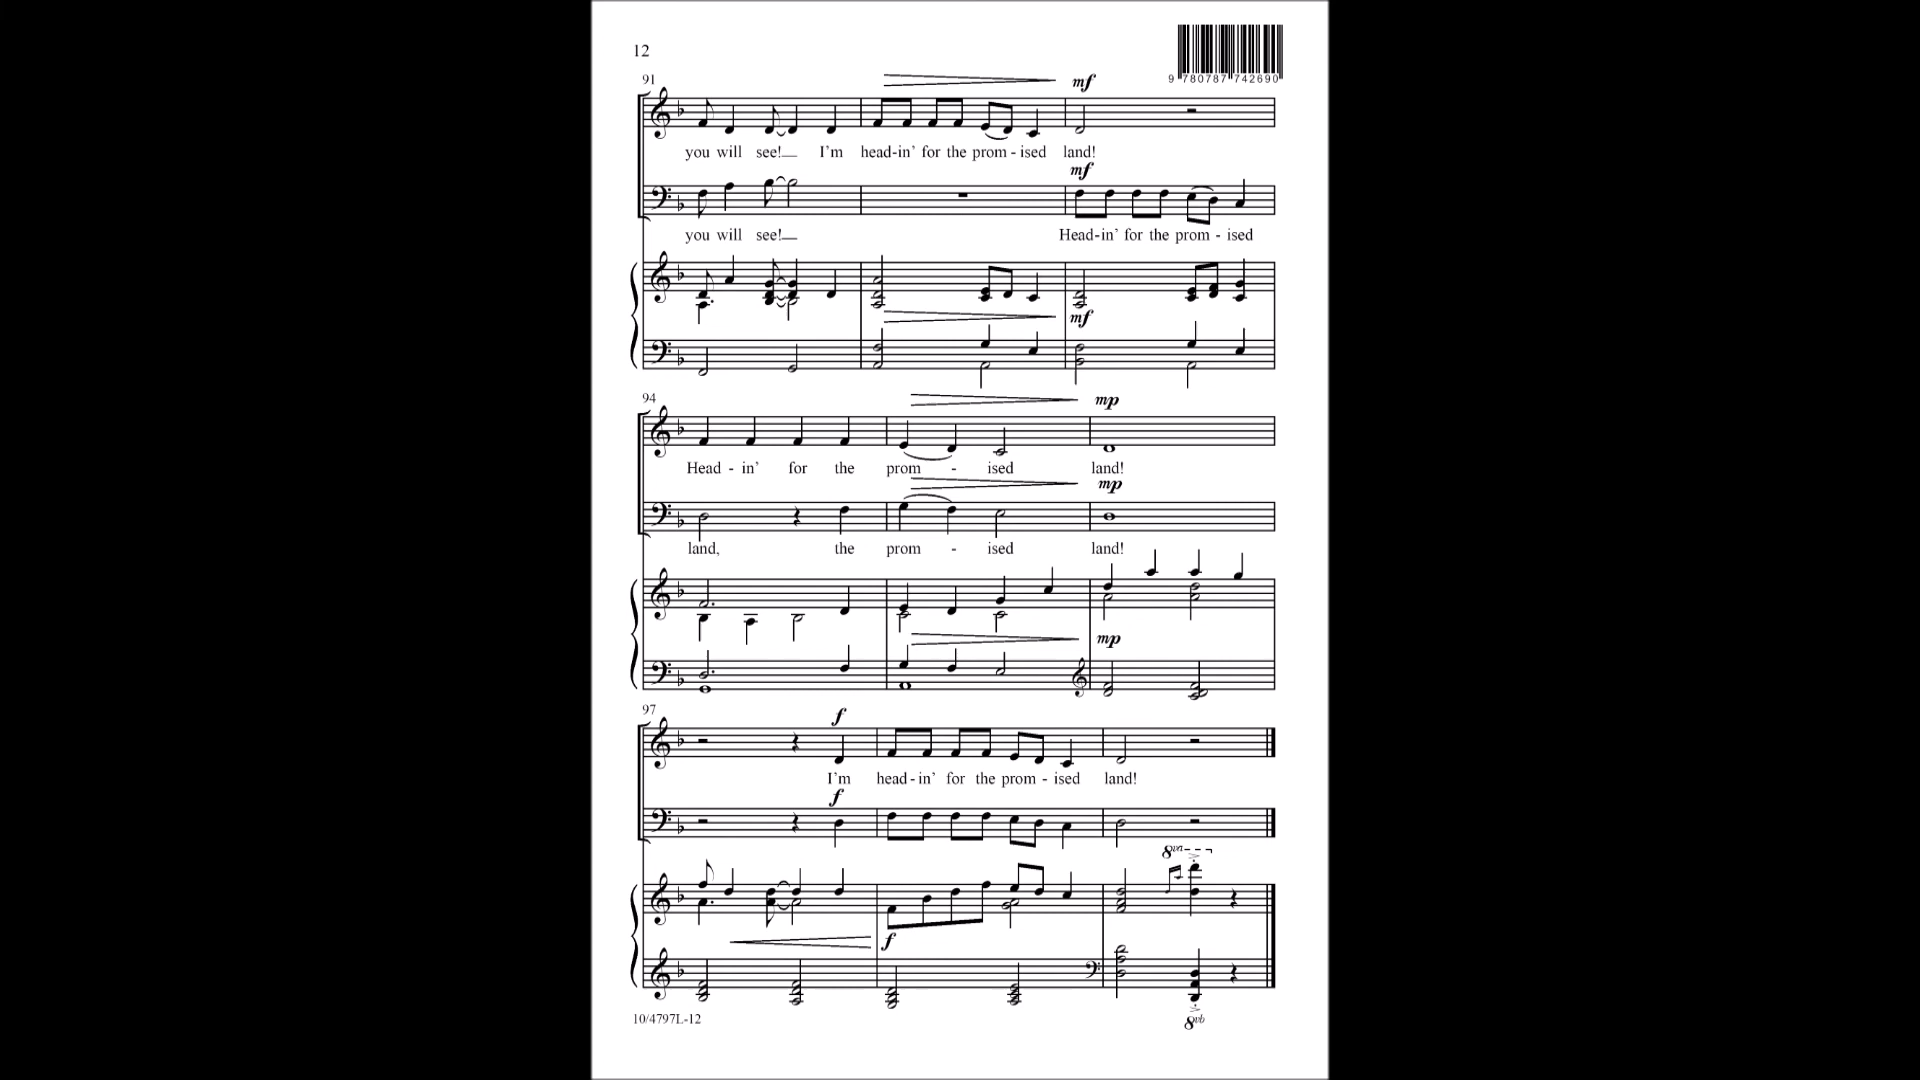 12
9 780787 742690
91
mf
you will see! I'm head-in' for the prom - ised land!
mf
you will see! Head-in' for the prom - ised
mf
94
mp
Head - in' for the prom - ised land!
mp
land, the prom - ised land!
mp
97
f
I'm head - in' for the prom - ised land!
f
8va
f
10/4797L-12
8vb